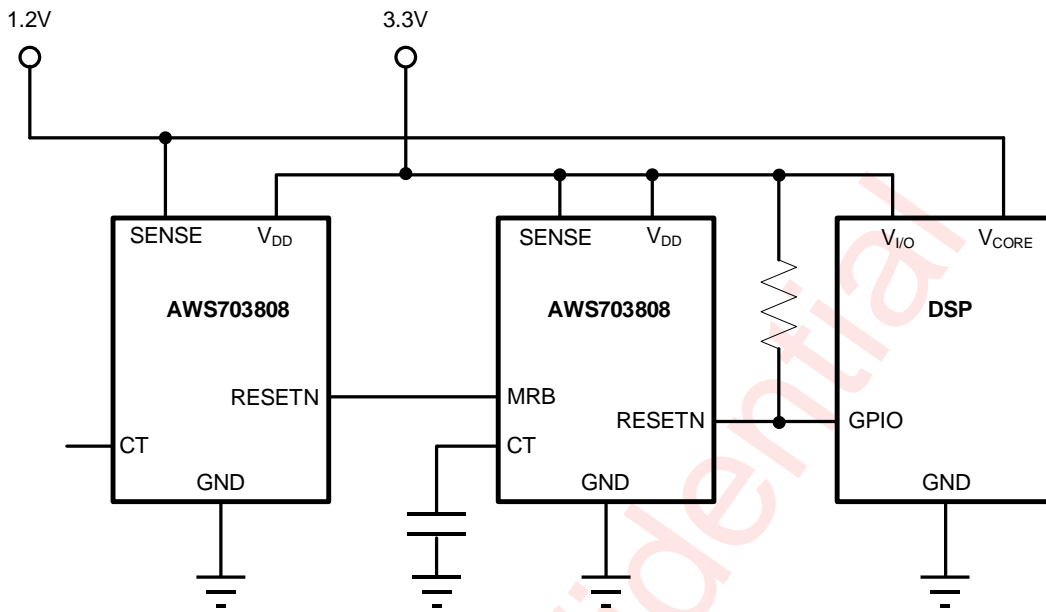 1.2V
3.3V
SENSE
VDD
SENSE
VDD
VI/O
VCORE
AWS703808
AWS703808
DSP
RESETN
MRB
RESETN
GPIO
CT
CT
GND
GND
GND
idential